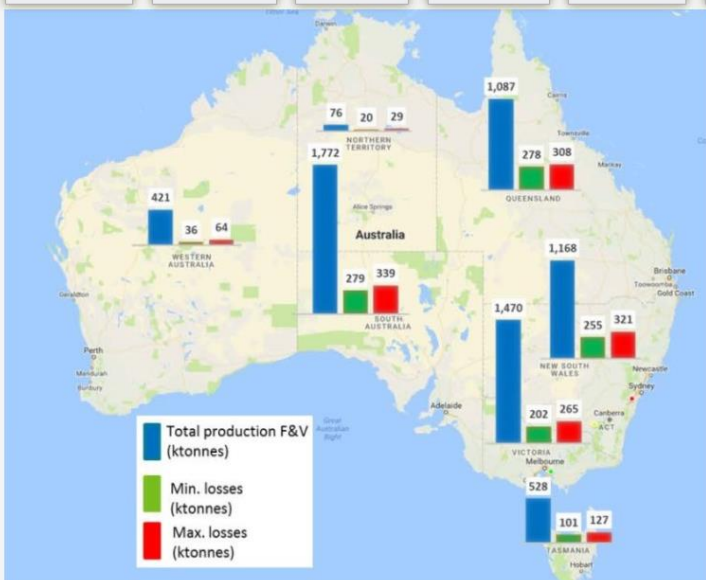 Darwin
76 20 29
NORTHERN
TERRITORY
1,087
278 308
QUEENSLAND
Cairns
Townsville
Mackay
421
36 64
WESTERN
AUSTRALIA
1,772
279 339
SOUTH
AUSTRALIA
Alice Springs
Australia
1,168
255 321
NEW SOUTH
WALES
Brisbane
Toowoomba
Gold Coast
1,470
202 265
VICTORIA
Melbourne
Geraldton
Perth
Mandurah
Bunbury
Great
Australian
Bight
Adelaide
Newcastle
Sydney
Canberra
ACT
528
101 127
TASMANIA
Hobart
Total production F&V
(ktonnes)
Min. losses
(ktonnes)
Max. losses
(ktonnes)